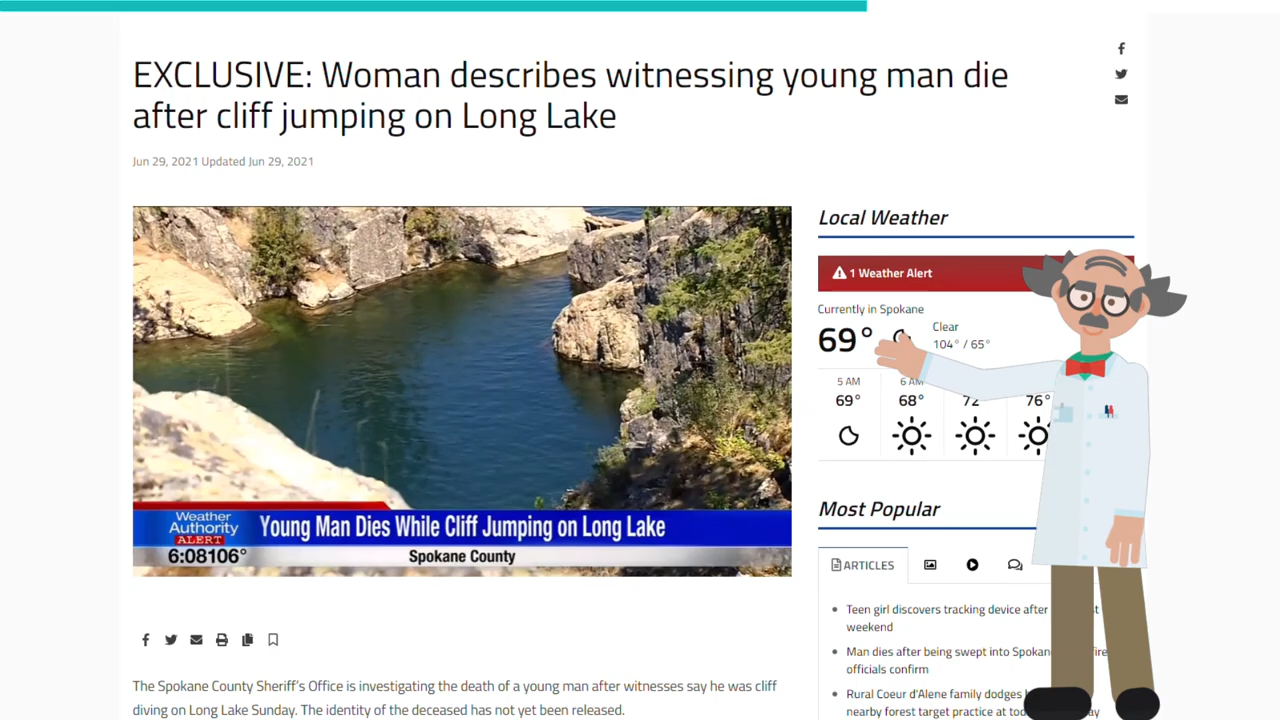 EXCLUSIVE: Woman describes witnessing young man die
after cliff jumping on Long Lake
Jun 29, 2021 Updated Jun 29, 2021
Weather
Authority
ALERT
6:08 106°
Young Man Dies While Cliff Jumping on Long Lake
Spokane County
The Spokane County Sheriff's Office is investigating the death of a young man after witnesses say he was cliff
diving on Long Lake Sunday. The identity of the deceased has not yet been released.
Local Weather
1 Weather Alert
Currently in Spokane
69°
Clear
104° / 65°
5 AM
6 AM
69°
68°
72
76°
Most Popular
ARTICLES
Teen girl discovers tracking device after
weekend
Man dies after being swept into
officials confirm
Rural Coeur d'Alene family dodges
nearby forest target practice at